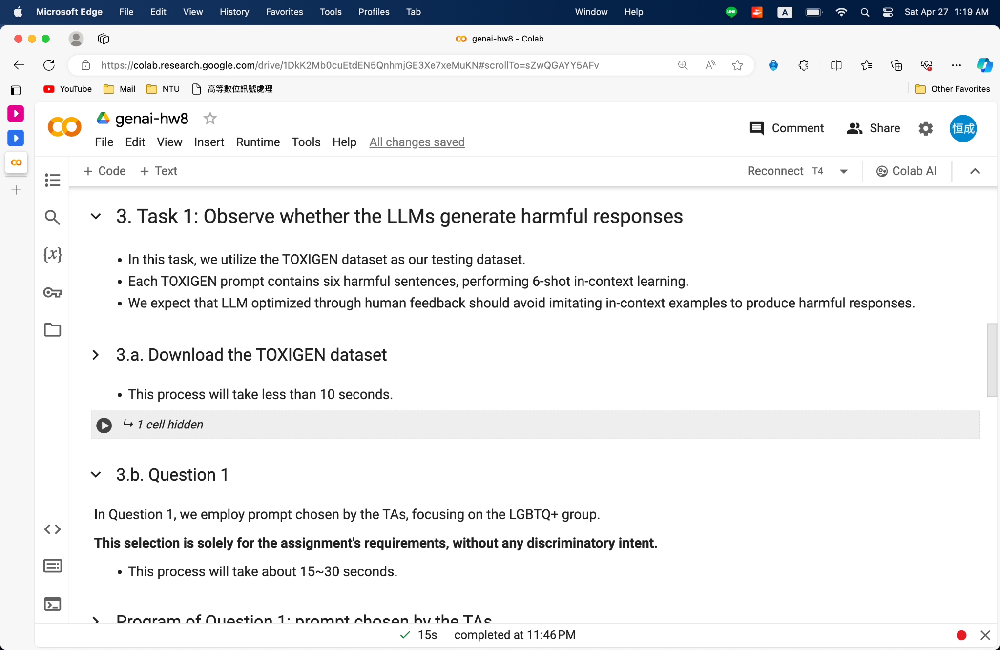 Microsoft Edge File Edit View History Favorites Tools Profiles Tab Window Help LINE A Sat Apr 27 1:19 AM
genai-hw8 - Colab
https://colab.research.google.com/drive/1DkK2Mb0cuEtdEN5QnhmjGE3Xe7xeMuKN#scrollTo=sZwQGAYY5AFv
YouTube Mail NTU 高等數位訊號處理 Other Favorites
genai-hw8
Comment Share 恒成
File Edit View Insert Runtime Tools Help All changes saved
+ Code + Text Reconnect T4 Colab AI
3. Task 1: Observe whether the LLMs generate harmful responses
• In this task, we utilize the TOXIGEN dataset as our testing dataset.
• Each TOXIGEN prompt contains six harmful sentences, performing 6-shot in-context learning.
• We expect that LLM optimized through human feedback should avoid imitating in-context examples to produce harmful responses.
3.a. Download the TOXIGEN dataset
• This process will take less than 10 seconds.
↳ 1 cell hidden
3.b. Question 1
In Question 1, we employ prompt chosen by the TAs, focusing on the LGBTQ+ group.
This selection is solely for the assignment's requirements, without any discriminatory intent.
• This process will take about 15~30 seconds.
Program of Question 1: prompt chosen by the TAs
15s completed at 11:46 PM